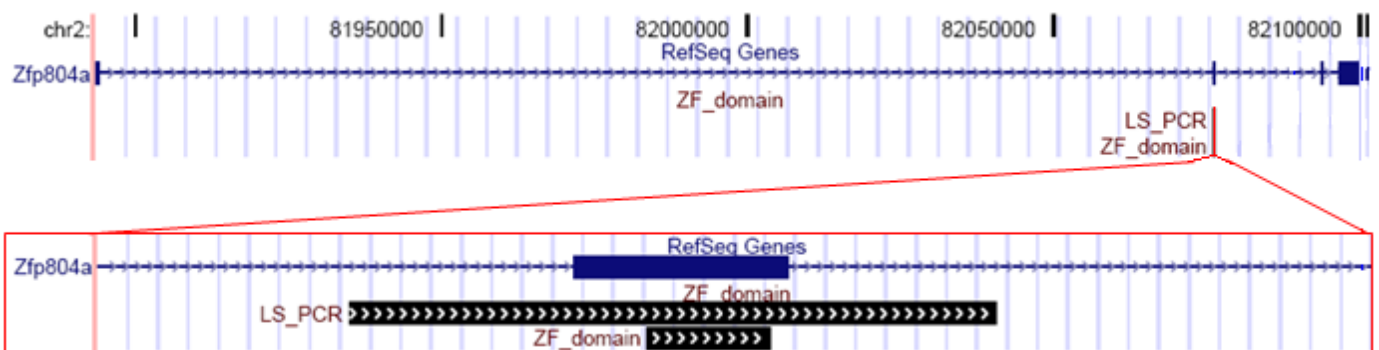 chr2: 81950000 82000000 82050000 82100000
RefSeq Genes
Zfp804a
ZF_domain
LS_PCR
ZF_domain
RefSeq Genes
Zfp804a
ZF_domain
LS_PCR
ZF_domain